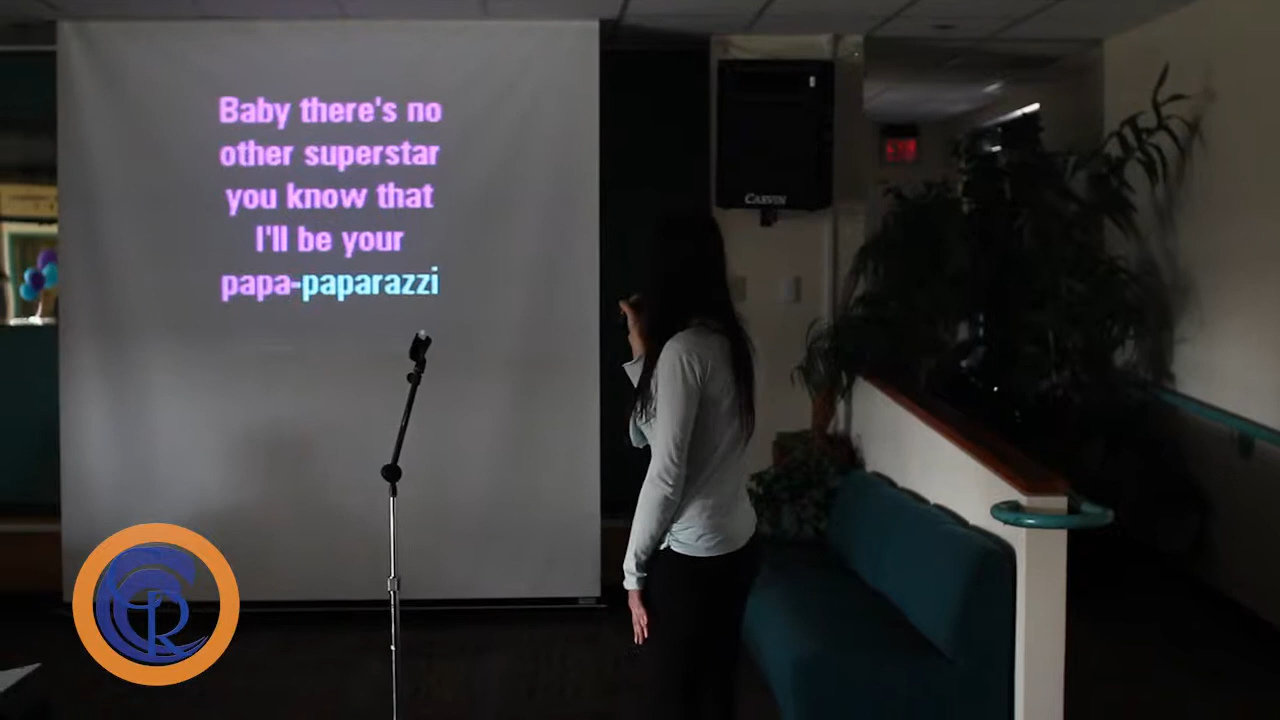 Baby there's no
other superstar
you know that
I'll be your
papa-paparazzi
CARVIN